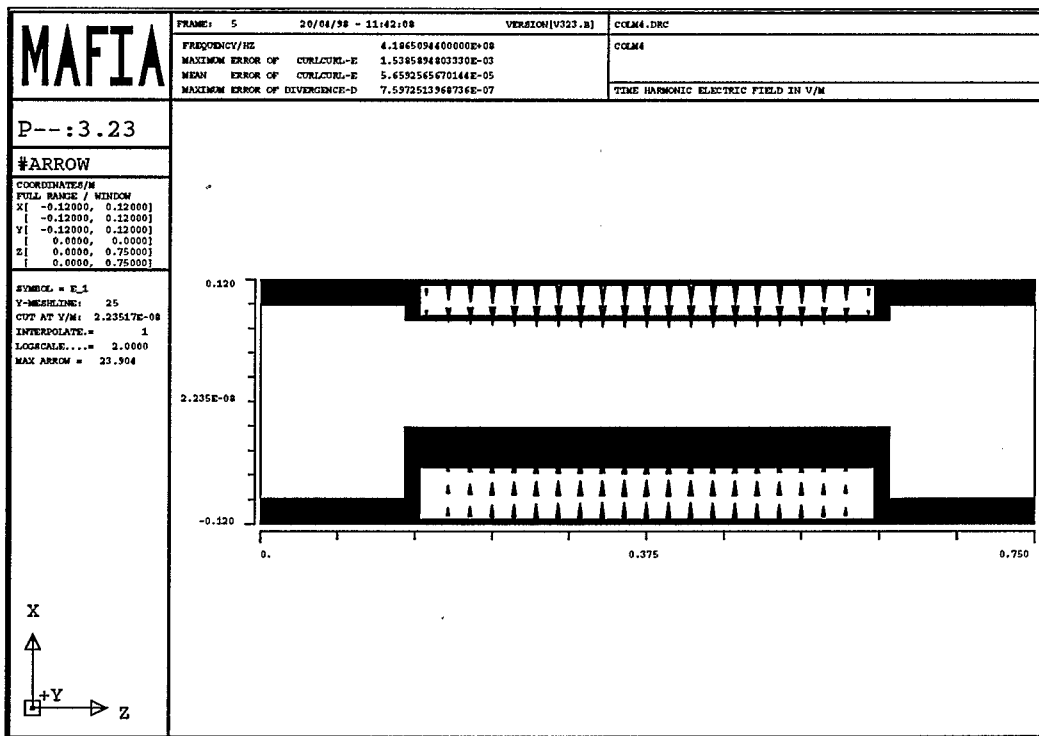 MAFIA
FRAME: 5 20/04/98 - 11:42:08 VERSION[V323.B] COLM4.DRC
FREQUENCY/HZ 4.1865094400000E+08 COLM4
MAXIMUM ERROR OF CURLCURL-E 1.5385894803330E-03
MEAN ERROR OF CURLCURL-E 5.6592565670144E-05
MAXIMUM ERROR OF DIVERGENCE-D 7.5972513968736E-07 TIME HARMONIC ELECTRIC FIELD IN V/M
P--:3.23
#ARROW
COORDINATES/M
FULL RANGE / WINDOW
X[ -0.12000, 0.12000]
[ -0.12000, 0.12000]
Y[ -0.12000, 0.12000]
[ 0.0000, 0.0000]
Z[ 0.0000, 0.75000]
[ 0.0000, 0.75000]
SYMBOL = E_1
Y-MESHLINE: 25
CUT AT Y/M: 2.23517E-08
INTERPOLATE.= 1
LOGSCALE....= 2.0000
MAX ARROW = 23.904
0.120
2.235E-08
-0.120
0. 0.375 0.750
X
+Y
Z